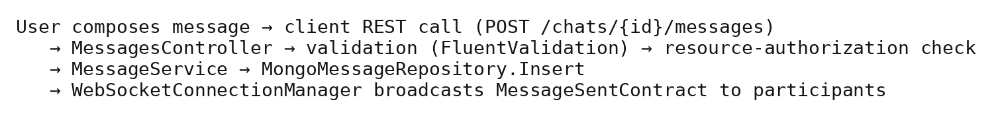 User composes message → client REST call (POST /chats/{id}/messages)
→ MessagesController → validation (FluentValidation) → resource-authorization check
→ MessageService → MongoMessageRepository.Insert
→ WebSocketConnectionManager broadcasts MessageSentContract to participants